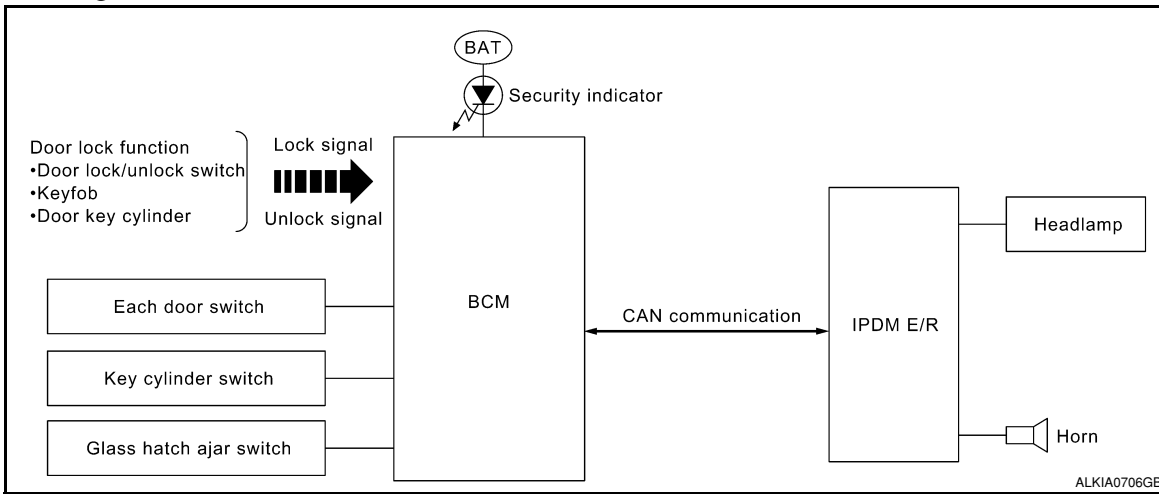 BAT
Security indicator
Door lock function
•Door lock/unlock switch
•Keyfob
•Door key cylinder
Lock signal
Unlock signal
Each door switch
Key cylinder switch
Glass hatch ajar switch
BCM
CAN communication
IPDM E/R
Headlamp
Horn
ALKIA0706GB